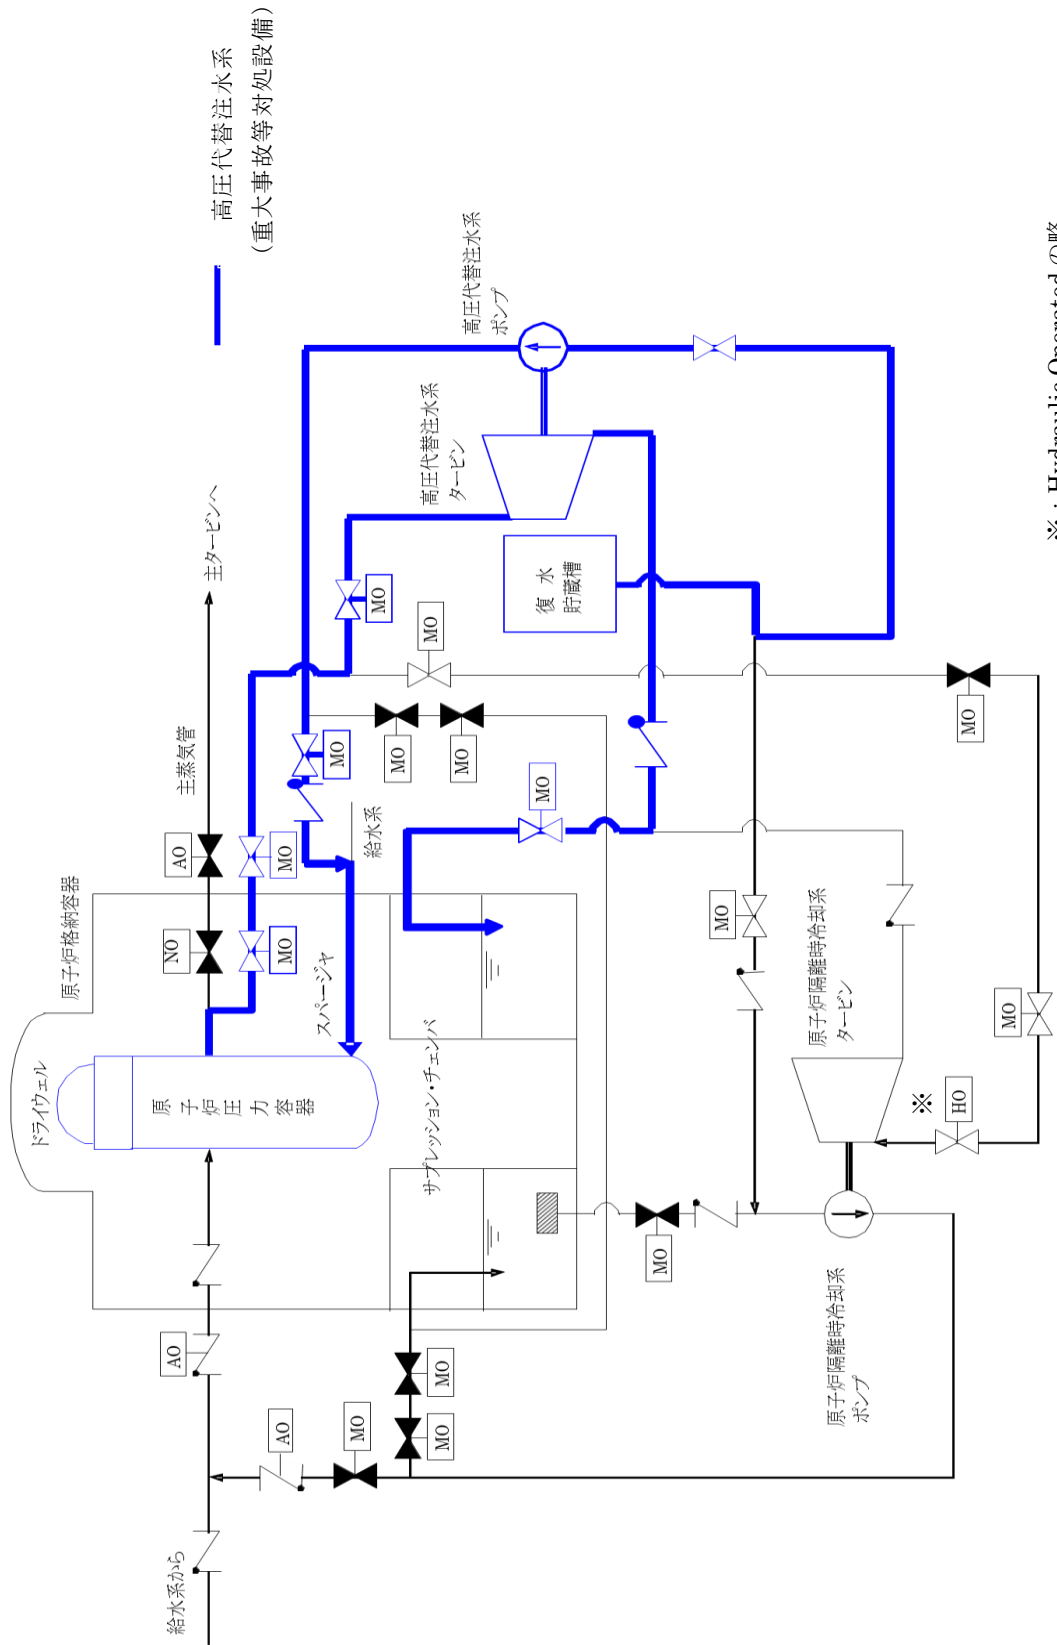 高圧代替注水系
（重大事故等対処設備）
主タービンへ
主蒸気管
AO
NO
原子炉格納容器
ドライウェル
MO
MO
MO
MO
MO
MO
MO
給水系
スパージャ
原子炉圧力容器
サプレッション・チェンバ
高圧代替注水系
ポンプ
高圧代替注水系
タービン
復 水
貯蔵槽
MO
MO
MO
MO
原子炉隔離時冷却系
タービン
※
HO
MO
原子炉隔離時冷却系
ポンプ
AO
AO
MO
MO
MO
給水系から
※：Hydraulic Operated の略